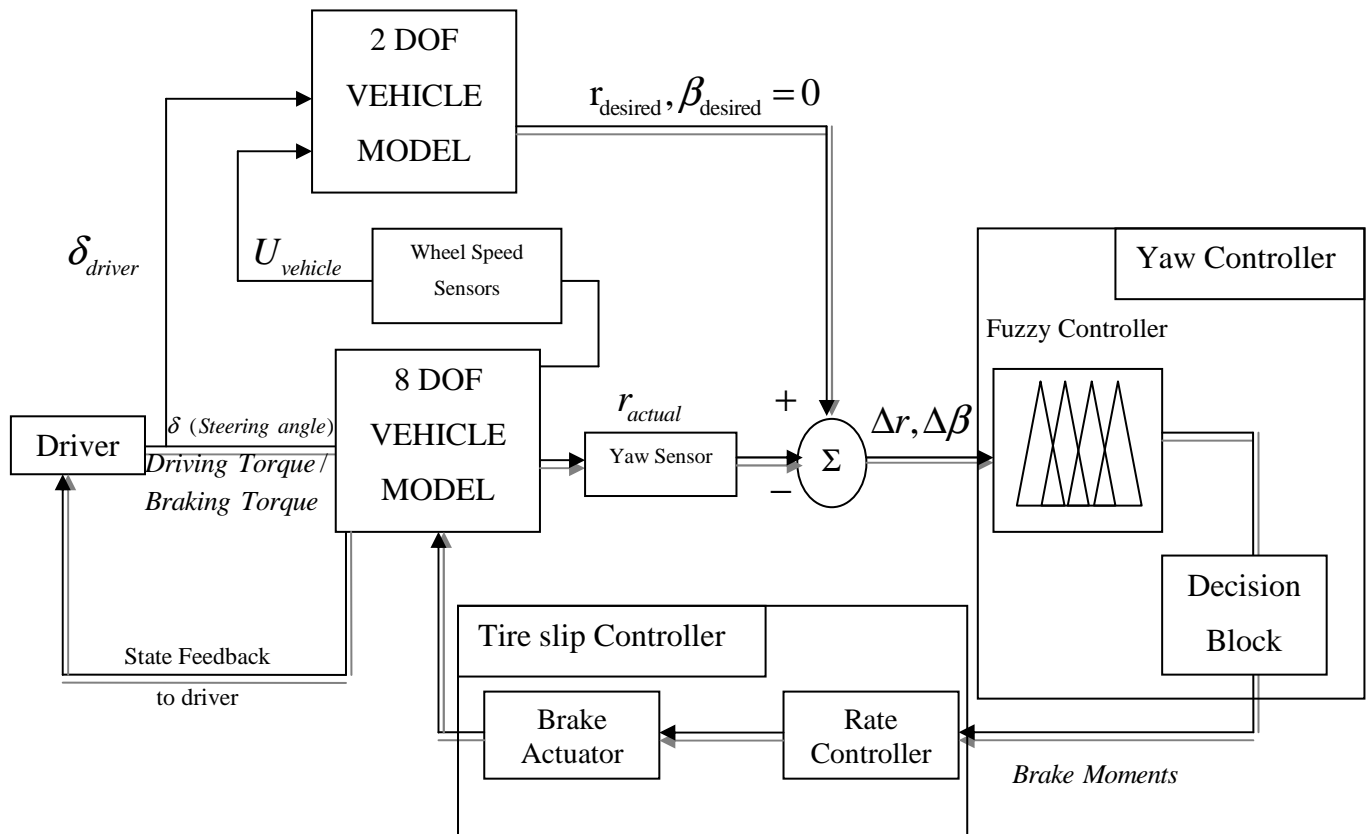 2 DOF
VEHICLE
MODEL
r_desired, β_desired = 0
δ_driver
U_vehicle
Wheel Speed
Sensors
Yaw Controller
Fuzzy Controller
8 DOF
VEHICLE
MODEL
Driver
δ (Steering angle)
Driving Torque /
Braking Torque
r_actual
Yaw Sensor
+
−
Σ
Δr, Δβ
Decision
Block
State Feedback
to driver
Tire slip Controller
Brake
Actuator
Rate
Controller
Brake Moments